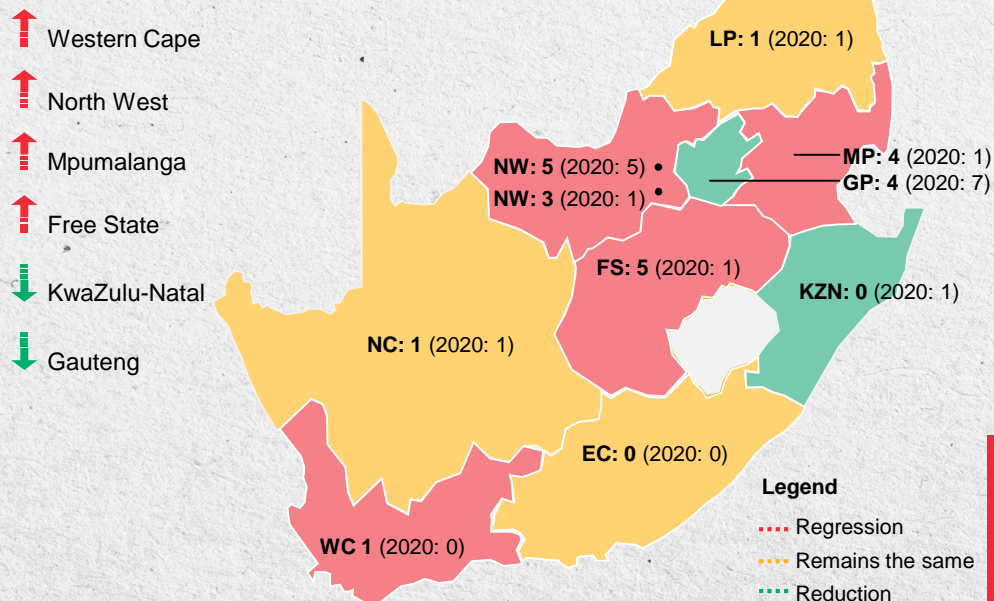 Western Cape
North West
Mpumalanga
Free State
KwaZulu-Natal
Gauteng
LP: 1 (2020: 1)
NW: 5 (2020: 5) •
NW: 3 (2020: 1) •
MP: 4 (2020: 1)
GP: 4 (2020: 7)
FS: 5 (2020: 1)
KZN: 0 (2020: 1)
NC: 1 (2020: 1)
EC: 0 (2020: 0)
WC 1 (2020: 0)
Legend
Regression
Remains the same
Reduction